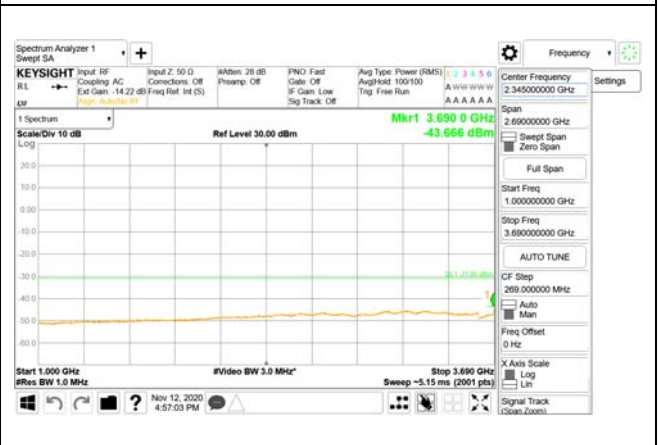 Spectrum Analyzer 1
Swept SA
Frequency
KEYSIGHT
RL
Input: RF
Coupling: AC
Ext Gain: -14.22 dB
Align: Auto/No RF
Input Z: 50 Ω
Corrections: Off
Freq Ref: Int (S)
#Atten: 28 dB
Preamp: Off
PNO: Fast
Gate: Off
IF Gain: Low
Sig Track: Off
Avg Type: Power (RMS)
Avg|Hold: 100/100
Trig: Free Run
1 2 3 4 5 6
A W W W W W
A A A A A A
1 Spectrum
Scale/Div 10 dB
Log
Ref Level 30.00 dBm
Mkr1 3.690 0 GHz
-43.666 dBm
20.0
10.0
0.00
-10.0
-20.0
-30.0
-40.0
-50.0
-60.0
1
Start 1.000 GHz
#Res BW 1.0 MHz
#Video BW 3.0 MHz*
Stop 3.690 GHz
Sweep ~5.15 ms (2001 pts)
Nov 12, 2020
4:57:03 PM
Center Frequency
2.345000000 GHz
Settings
Span
2.69000000 GHz
Swept Span
Zero Span
Full Span
Start Freq
1.000000000 GHz
Stop Freq
3.690000000 GHz
AUTO TUNE
CF Step
269.000000 MHz
Auto
Man
Freq Offset
0 Hz
X Axis Scale
Log
Lin
Signal Track
(Span Zoom)